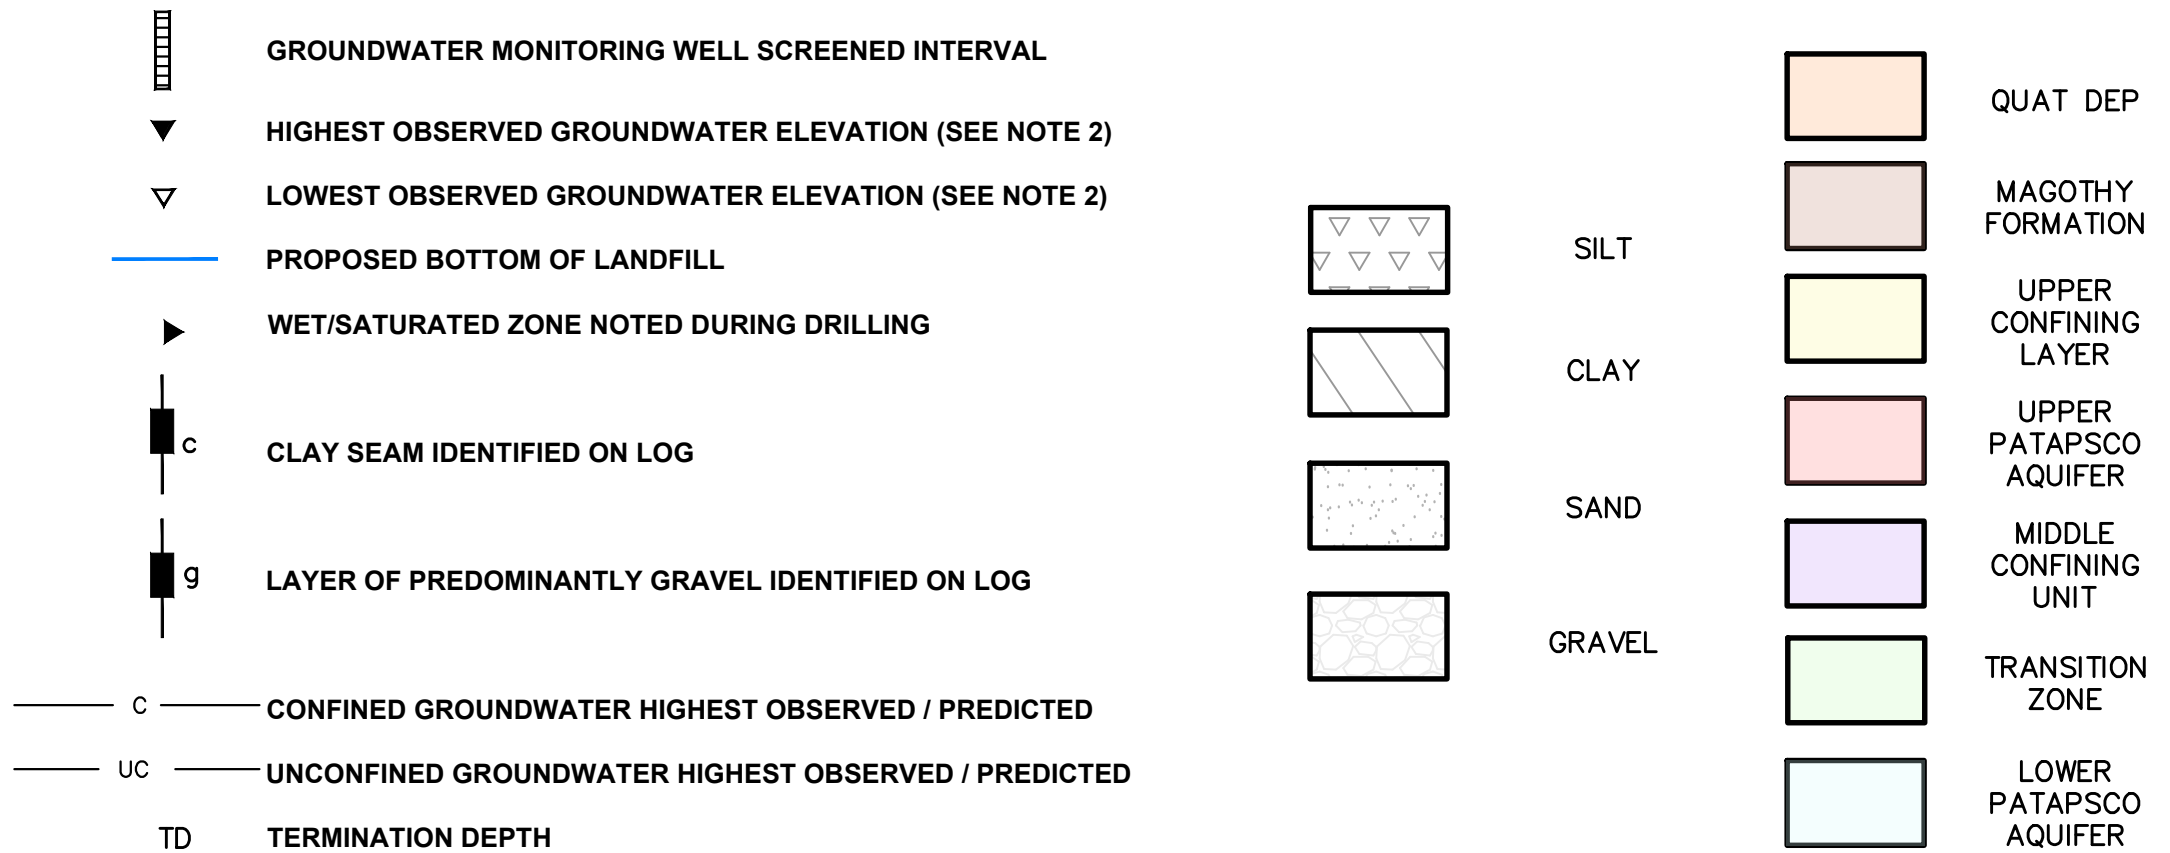 GROUNDWATER MONITORING WELL SCREENED INTERVAL
HIGHEST OBSERVED GROUNDWATER ELEVATION (SEE NOTE 2)
LOWEST OBSERVED GROUNDWATER ELEVATION (SEE NOTE 2)
PROPOSED BOTTOM OF LANDFILL
WET/SATURATED ZONE NOTED DURING DRILLING
c CLAY SEAM IDENTIFIED ON LOG
g LAYER OF PREDOMINANTLY GRAVEL IDENTIFIED ON LOG
C CONFINED GROUNDWATER HIGHEST OBSERVED / PREDICTED
UC UNCONFINED GROUNDWATER HIGHEST OBSERVED / PREDICTED
TD TERMINATION DEPTH
SILT
CLAY
SAND
GRAVEL
QUAT DEP
MAGOTHY
FORMATION
UPPER
CONFINING
LAYER
UPPER
PATAPSCO
AQUIFER
MIDDLE
CONFINING
UNIT
TRANSITION
ZONE
LOWER
PATAPSCO
AQUIFER